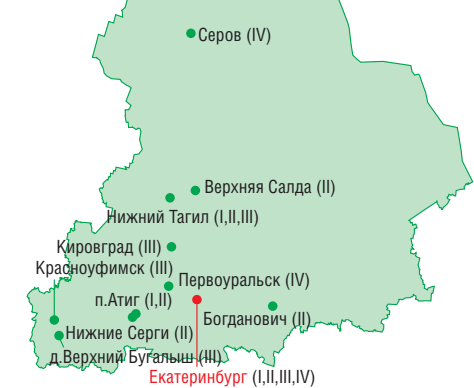 Серов (IV)
Верхняя Салда (II)
Нижний Тагил (I,II,III)
Кировград (III)
Красноуфимск (III)
Первоуральск (IV)
п.Атиг (I,II)
Богданович (II)
Нижние Серги (II)
д.Верхний Бугалыш (III)
Екатеринбург (I,II,III,IV)